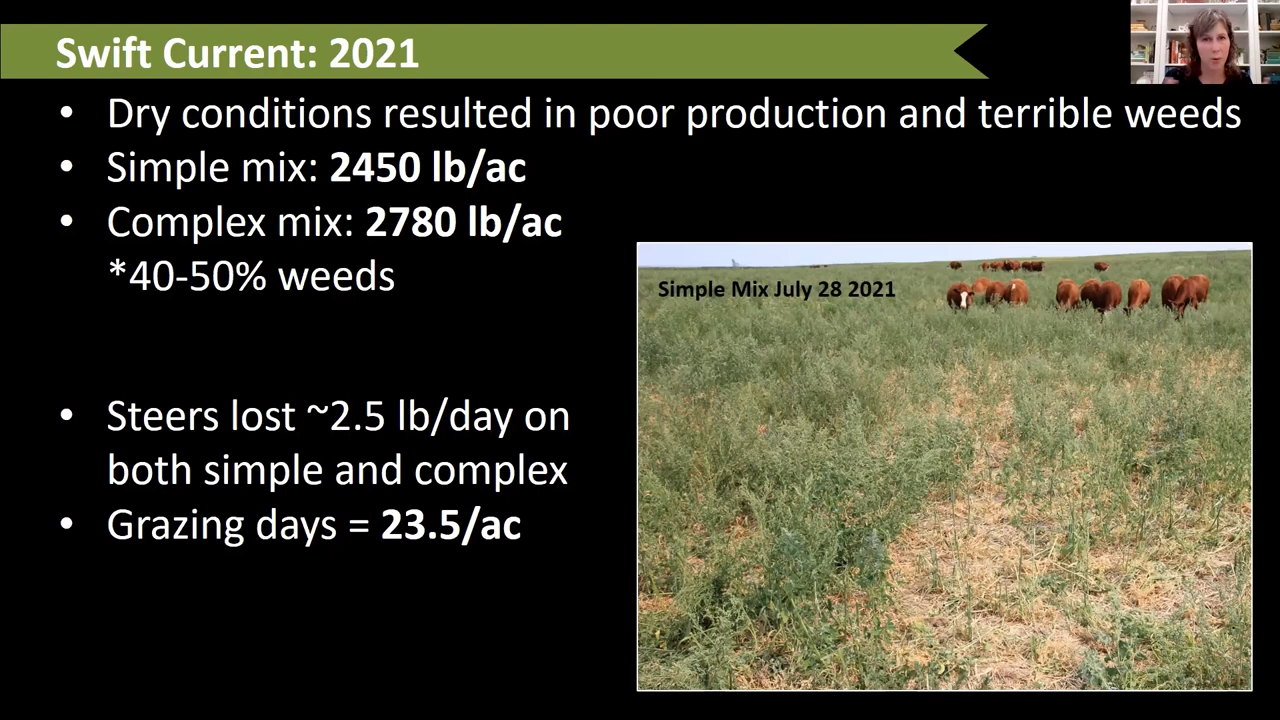 Swift Current: 2021
• Dry conditions resulted in poor production and terrible weeds
• Simple mix: 2450 lb/ac
• Complex mix: 2780 lb/ac
*40-50% weeds
• Steers lost ~2.5 lb/day on
both simple and complex
• Grazing days = 23.5/ac
Simple Mix July 28 2021